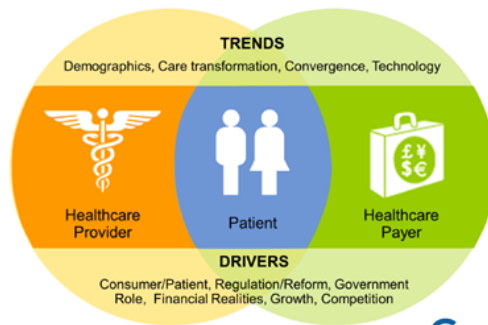 TRENDS
Demographics, Care transformation, Convergence, Technology
£ ¥
$ €
Healthcare
Provider
Patient
Healthcare
Payer
DRIVERS
Consumer/Patient, Regulation/Reform, Government
Role, Financial Realities, Growth, Competition